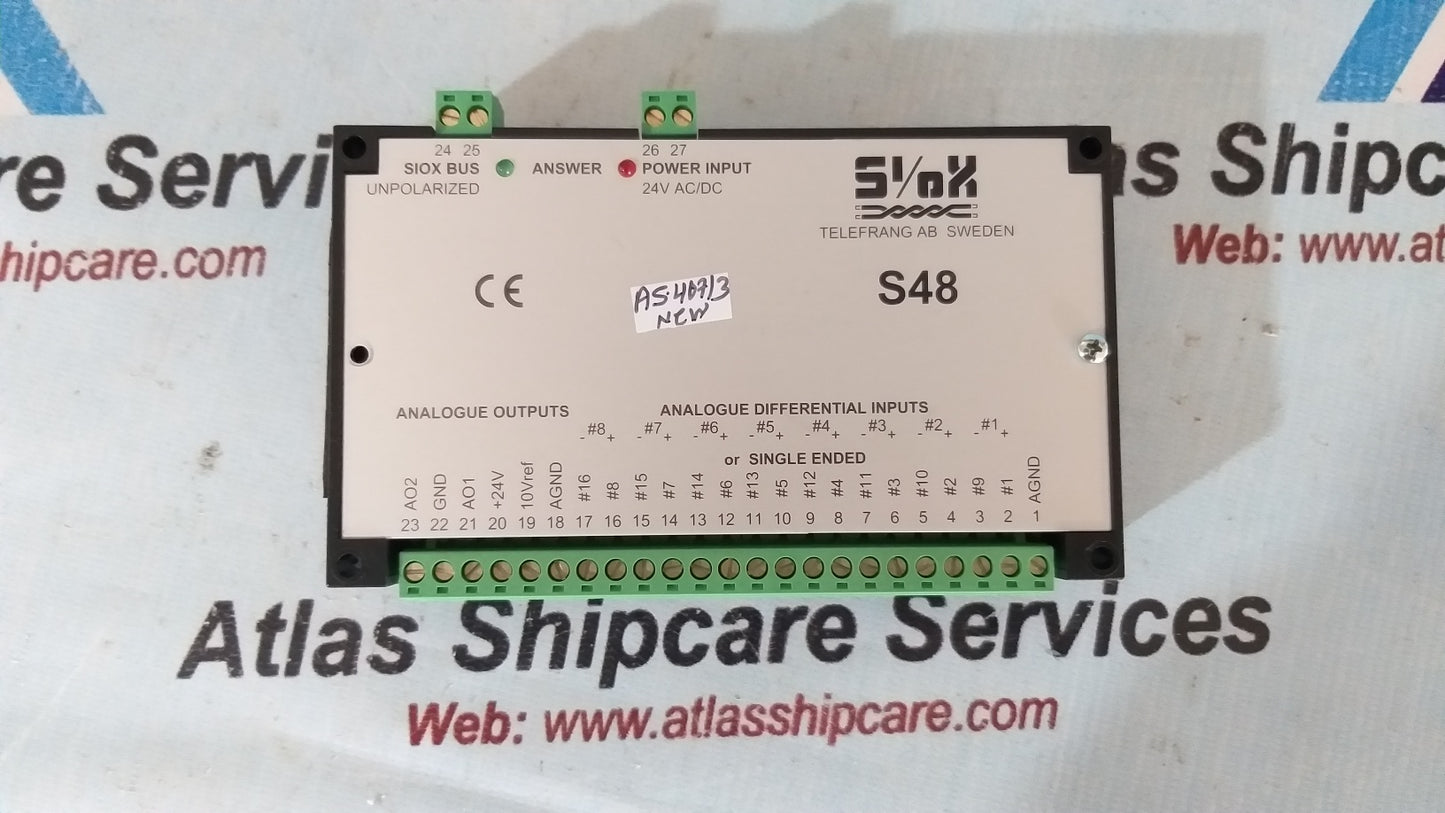 re Services
as Shipc
hipcare.com
Web: www.at
24 25
SIOX BUS
UNPOLARIZED
ANSWER
26 27
POWER INPUT
24V AC/DC
SIOX
TELEFRANG AB SWEDEN
CE
AS.40713
NEW
S48
ANALOGUE OUTPUTS
ANALOGUE DIFFERENTIAL INPUTS
- #8 + - #7 + - #6 + - #5 + - #4 + - #3 + - #2 + - #1 +
or SINGLE ENDED
AO2 GND AO1 +24V 10Vref AGND #16 #8 #15 #7 #14 #6 #13 #5 #12 #4 #11 #3 #10 #2 #9 #1 AGND
23 22 21 20 19 18 17 16 15 14 13 12 11 10 9 8 7 6 5 4 3 2 1
Atlas Shipcare Services
Web: www.atlasshipcare.com